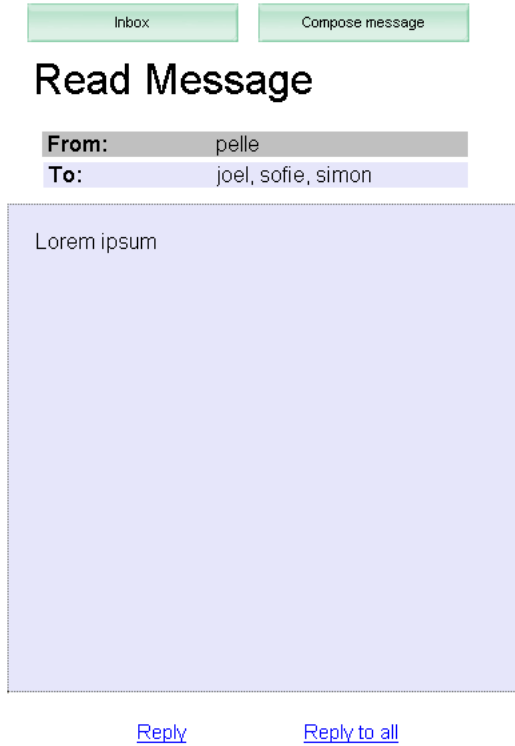 Inbox Compose message
Read Message
From: pelle
To: joel, sofie, simon
Lorem ipsum
Reply Reply to all